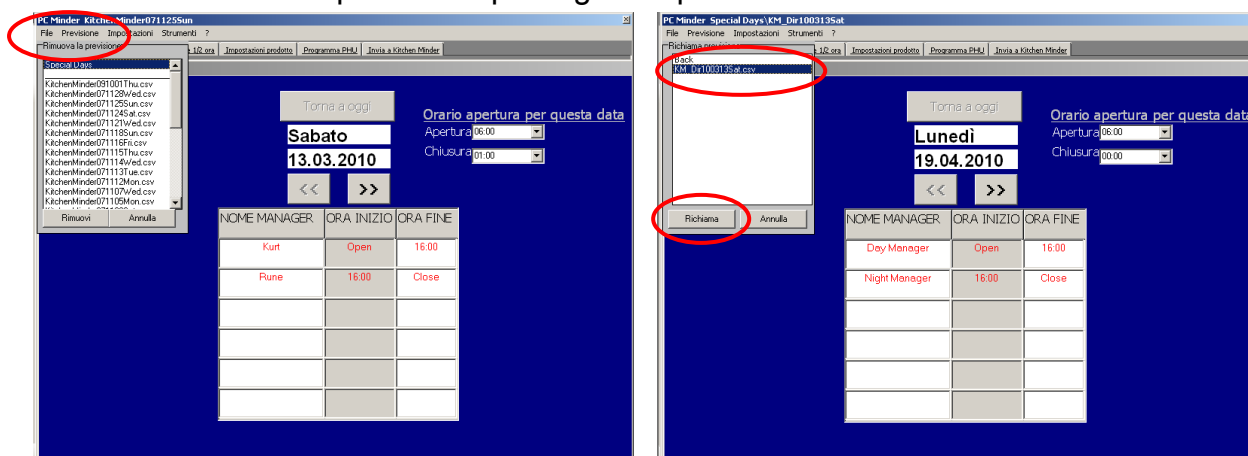 PC Minder KitchenMinder071125Sun
File Previsione Impostazioni Strumenti ?
Rimuova la previsione
1/2 ora Impostazioni prodotto Programma PHU Invia a Kitchen Minder
Special Days
KitchenMinder091001Thu.csv
KitchenMinder071128Wed.csv
KitchenMinder071125Sun.csv
KitchenMinder071124Sat.csv
KitchenMinder071121Wed.csv
KitchenMinder071118Sun.csv
KitchenMinder071116Fri.csv
KitchenMinder071115Thu.csv
KitchenMinder071114Wed.csv
KitchenMinder071113Tue.csv
KitchenMinder071112Mon.csv
KitchenMinder071107Wed.csv
KitchenMinder071105Mon.csv
Rimuovi Annulla
Torna a oggi
Sabato
13.03.2010
<< >>
Orario apertura per questa data
Apertura 06:00
Chiusura 01:00
NOME MANAGER ORA INIZIO ORA FINE
Kurt Open 16:00
Rune 16:00 Close
PC Minder Special Days\KM_Dir100313Sat
File Previsione Impostazioni Strumenti ?
Richiama previsione
1/2 ora Impostazioni prodotto Programma PHU Invia a Kitchen Minder
Back
KM_Dir100313Sat.csv
Richiama Annulla
Torna a oggi
Lunedì
19.04.2010
<< >>
Orario apertura per questa data
Apertura 06:00
Chiusura 00:00
NOME MANAGER ORA INIZIO ORA FINE
Day Manager Open 16:00
Night Manager 16:00 Close